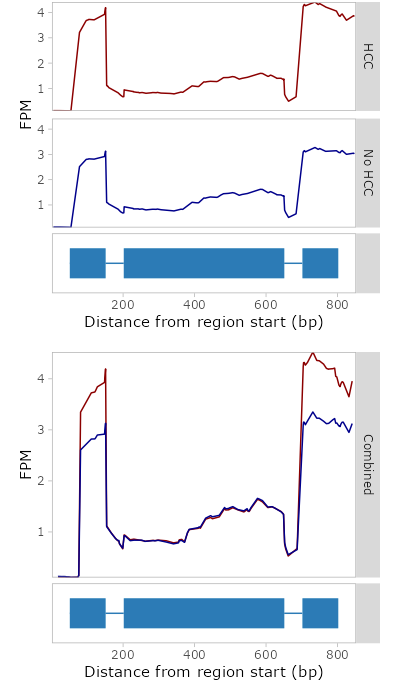 4
3
2
1
HCC
FPM
4
3
2
1
No HCC
200
400
600
800
Distance from region start (bp)
4
3
2
1
FPM
Combined
200
400
600
800
Distance from region start (bp)